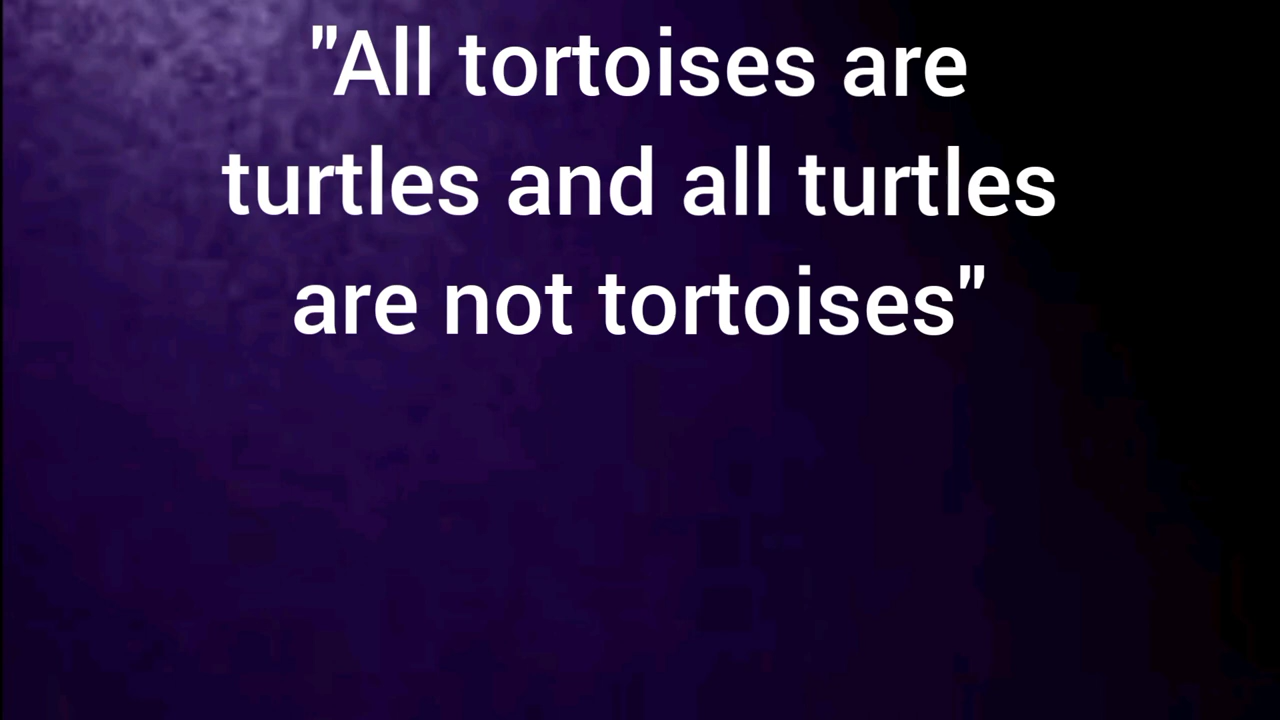 "All tortoises are
turtles and all turtles
are not tortoises"